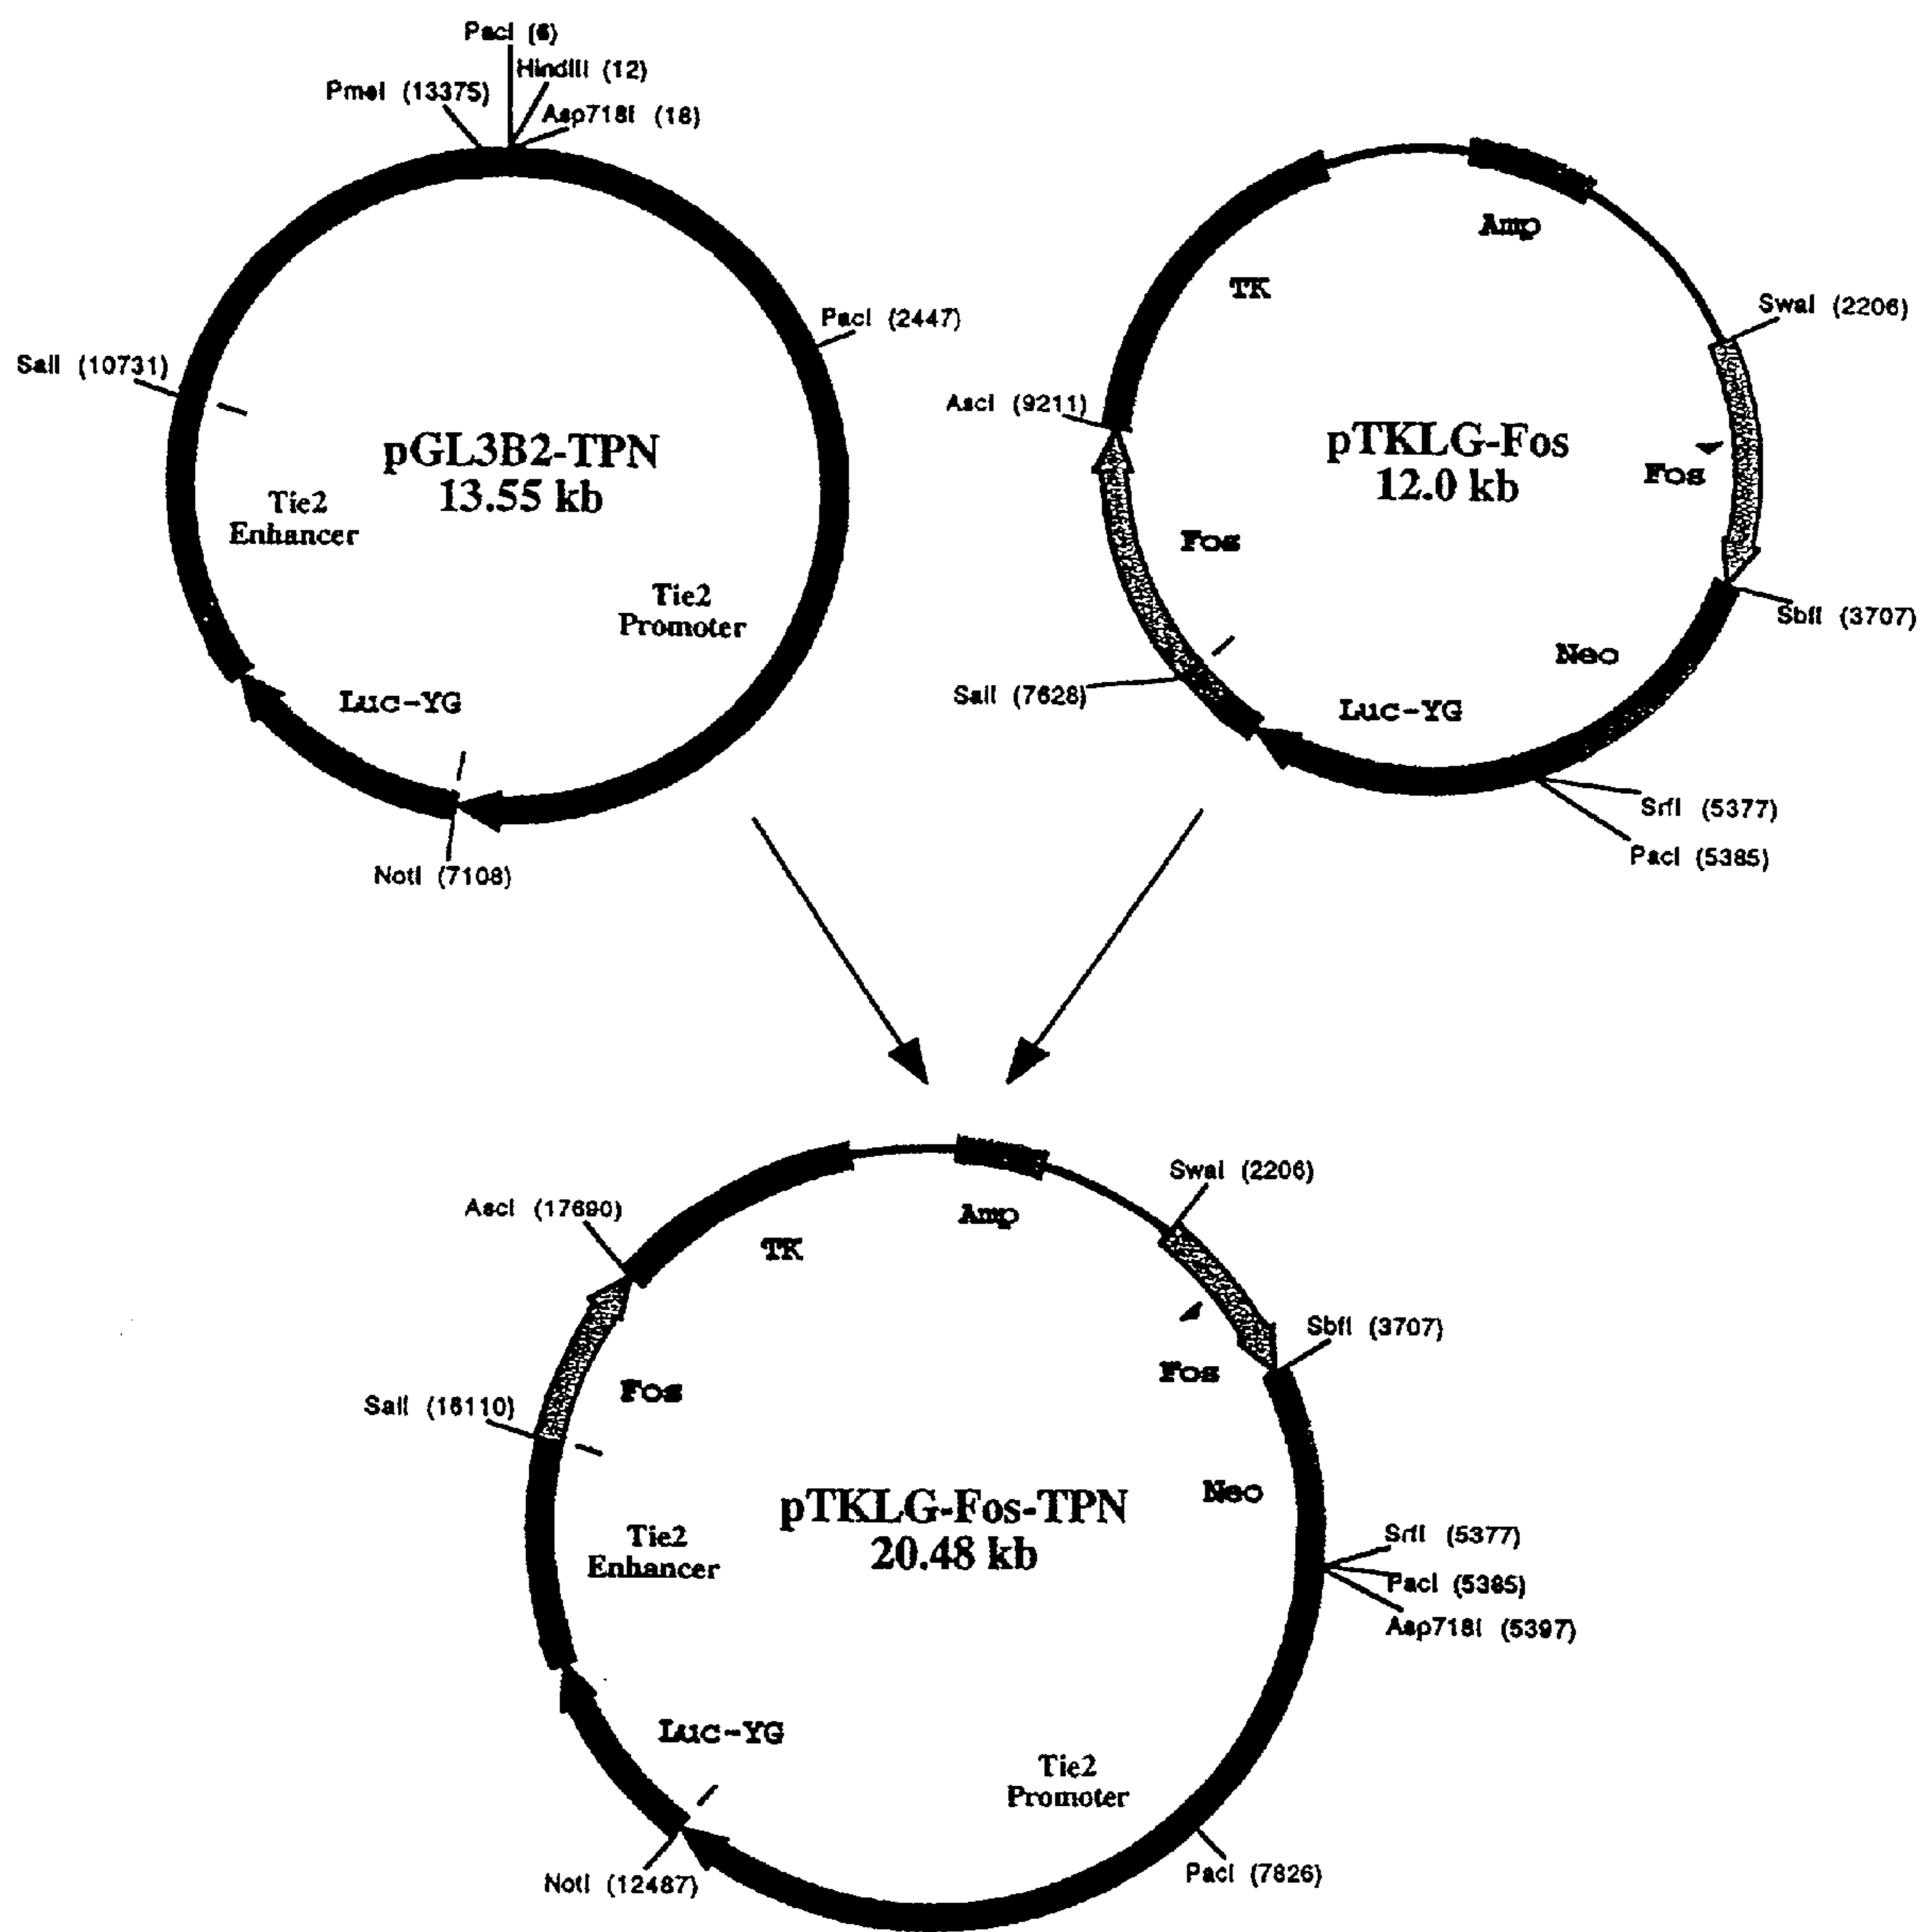 PacI (6)
HindIII (12)
PmeI (13375)
Asp718I (18)
PacI (2447)
SalI (10731)
pGL3B2-TPN
13.55 kb
Tie2
Enhancer
Tie2
Promoter
Luc-YG
NotI (7108)
Amp
TK
SwaI (2206)
AscI (9211)
pTKLG-Fos
12.0 kb
Fos
Fos
SbfI (3707)
Neo
SalI (7628)
Luc-YG
SrfI (5377)
PacI (5385)
SwaI (2206)
AscI (17690)
Amp
TK
SbfI (3707)
Fos
Fos
SalI (16110)
Neo
pTKLG-Fos-TPN
20.48 kb
Tie2
Enhancer
SrfI (5377)
PacI (5385)
Asp718I (5397)
Luc-YG
Tie2
Promoter
NotI (12487)
PacI (7826)